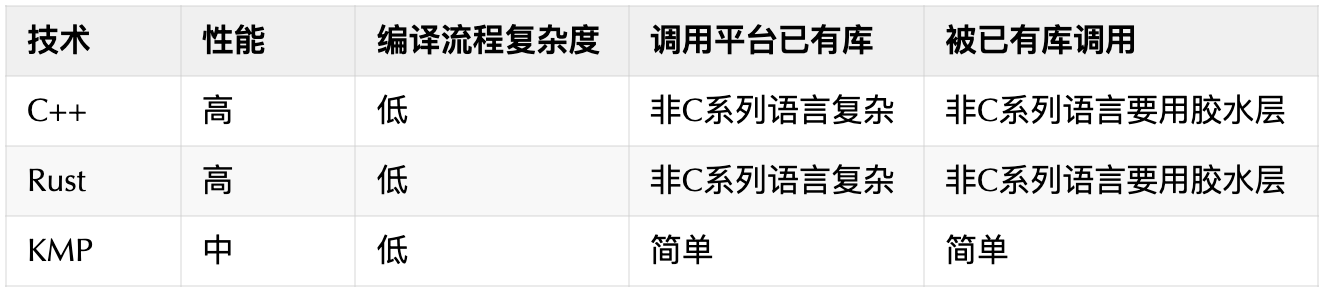 技术 性能 编译流程复杂度 调用平台已有库 被已有库调用
C++ 高 低 非C系列语言复杂 非C系列语言要用胶水层
Rust 高 低 非C系列语言复杂 非C系列语言要用胶水层
KMP 中 低 简单 简单